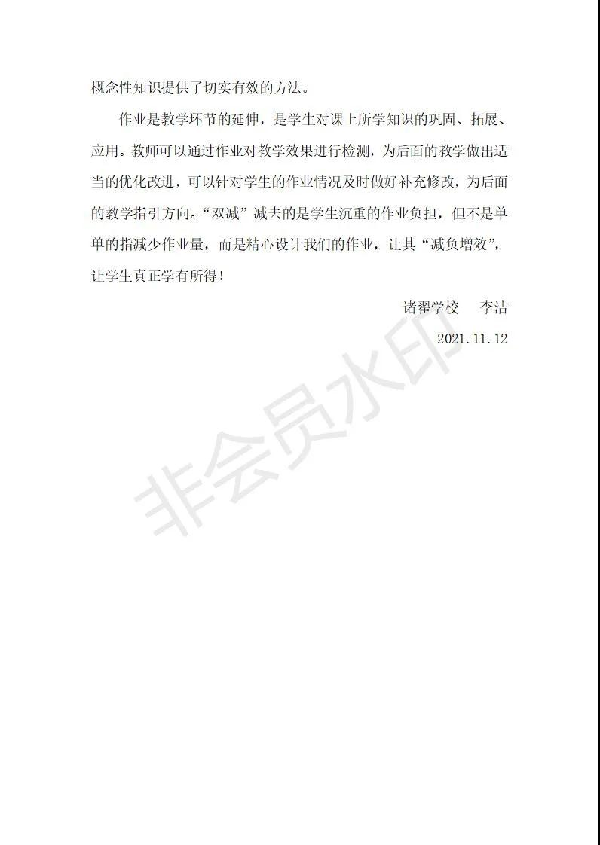 概念性知识提供了切实有效的方法。
作业是教学环节的延伸，是学生对课上所学知识的巩固、拓展、
应用。教师可以通过作业对教学效果进行检测，为后面的教学做出适
当的优化改进，可以针对学生的作业情况及时做好补充修改，为后面
的教学指引方向。“双减”减去的是学生沉重的作业负担，但不是单
单的指减少作业量，而是精心设计我们的作业，让其“减负增效”，
让学生真正学有所得！
诸翟学校 李洁
2021.11.12
非会员水印